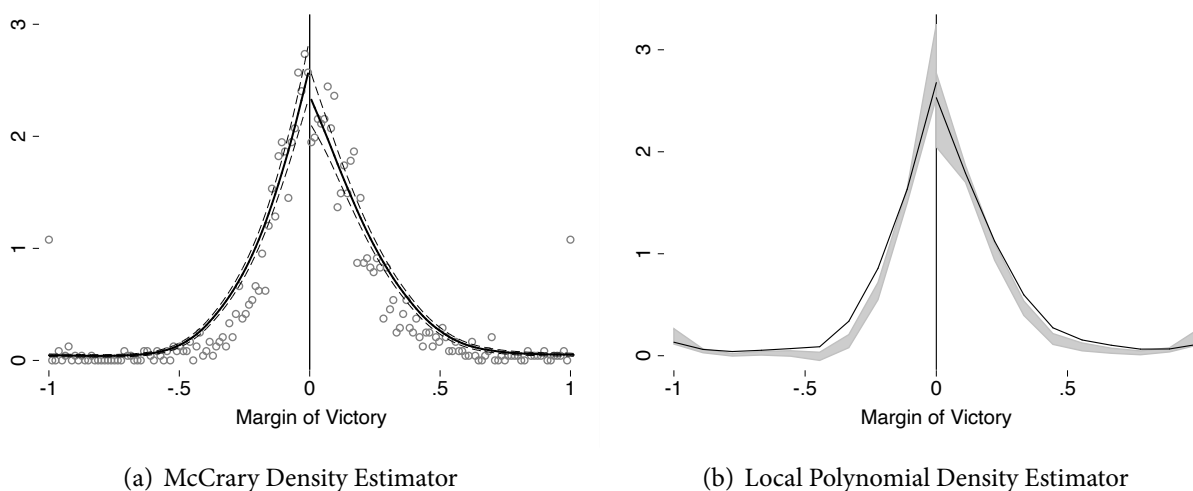 3
2
1
0
-1 -.5 0 .5 1
Margin of Victory
(a) McCrary Density Estimator
3
2
1
0
-1 -.5 0 .5
Margin of Victory
(b) Local Polynomial Density Estimator